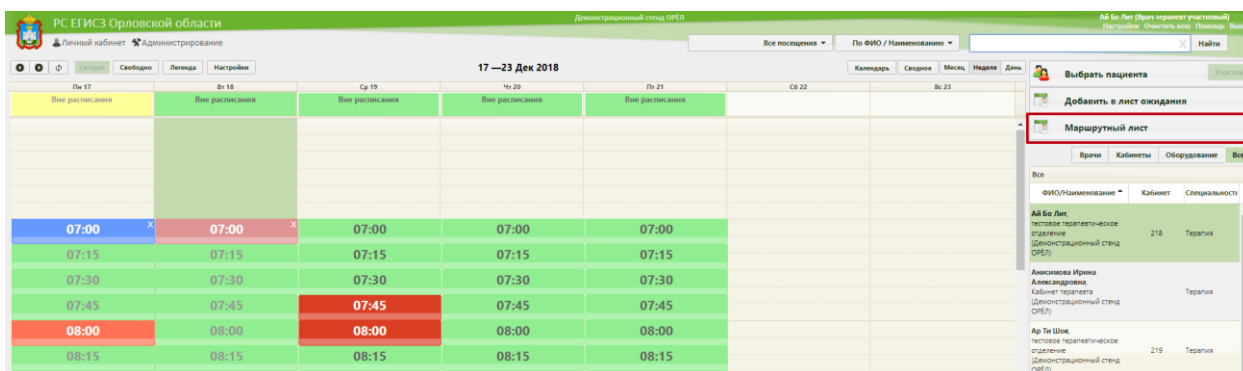 РС ЕГИСЗ Орловской области
Демонстрационный стенд ОРЁЛ
Ай Бо Лит (Врач-терапевт участковый)
Настройки Очистить кеш Помощь
Личный кабинет Администрирование
Все посещения По ФИО / Наименованию Найти
Сегодня Свободно Легенда Настройки 17 —23 Дек 2018 Календарь Сводное Месяц Неделя День
Выбрать пациента
Добавить в лист ожидания
Маршрутный лист
Пн 17 Вт 18 Ср 19 Чт 20 Пт 21 Сб 22 Вс 23
Вне расписания Вне расписания Вне расписания Вне расписания Вне расписания
07:00 X 07:00 X 07:00 07:00 07:00
07:15 07:15 07:15 07:15 07:15
07:30 07:30 07:30 07:30 07:30
07:45 07:45 07:45 07:45 07:45
08:00 08:00 08:00 08:00 08:00
08:15 08:15 08:15 08:15 08:15
Врачи Кабинеты Оборудование Все
Все
ФИО/Наименование Кабинет Специальность
Ай Бо Лит,
тестовое терапевтическое
отделение 218 Терапия
(Демонстрационный стенд
ОРЁЛ)
Анисимова Ирина
Александровна,
Кабинет терапевта Терапия
(Демонстрационный стенд
ОРЁЛ)
Ар Ти Шок,
тестовое терапевтическое
отделение 219 Терапия
(Демонстрационный стенд
ОРЁЛ)